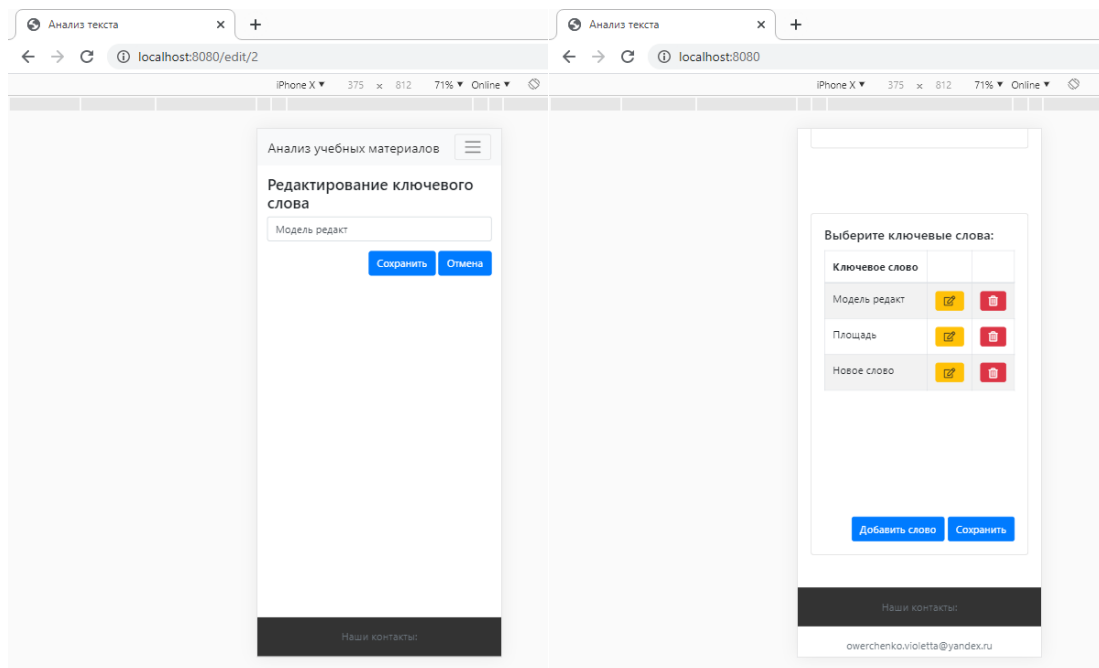 Анализ текста
localhost:8080/edit/2
iPhone X 375 x 812 71% Online
Анализ учебных материалов
Редактирование ключевого
слова
Модель редакт
Сохранить Отмена
Наши контакты:
Анализ текста
localhost:8080
iPhone X 375 x 812 71% Online
Выберите ключевые слова:
Ключевое слово
Модель редакт
Площадь
Новое слово
Добавить слово Сохранить
Наши контакты:
owerchenko.violetta@yandex.ru